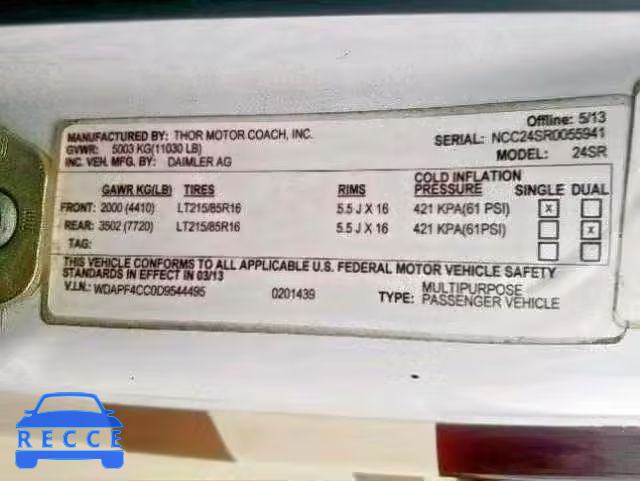 Offline: 5/13
MANUFACTURED BY: THOR MOTOR COACH, INC.
SERIAL: NCC24SR0055941
GVWR: 5003 KG(11030 LB)
MODEL: 24SR
INC. VEH. MFG. BY: DAIMLER AG
GAWR KG(LB) TIRES RIMS COLD INFLATION PRESSURE SINGLE DUAL
FRONT: 2000 (4410) LT215/85R16 5.5 J X 16 421 KPA(61 PSI) X
REAR: 3502 (7720) LT215/85R16 5.5 J X 16 421 KPA(61PSI) X
TAG:
THIS VEHICLE CONFORMS TO ALL APPLICABLE U.S. FEDERAL MOTOR VEHICLE SAFETY
STANDARDS IN EFFECT IN 03/13
V.I.N.: WDAPF4CC0D9544495 0201439 TYPE: MULTIPURPOSE PASSENGER VEHICLE
RECCE